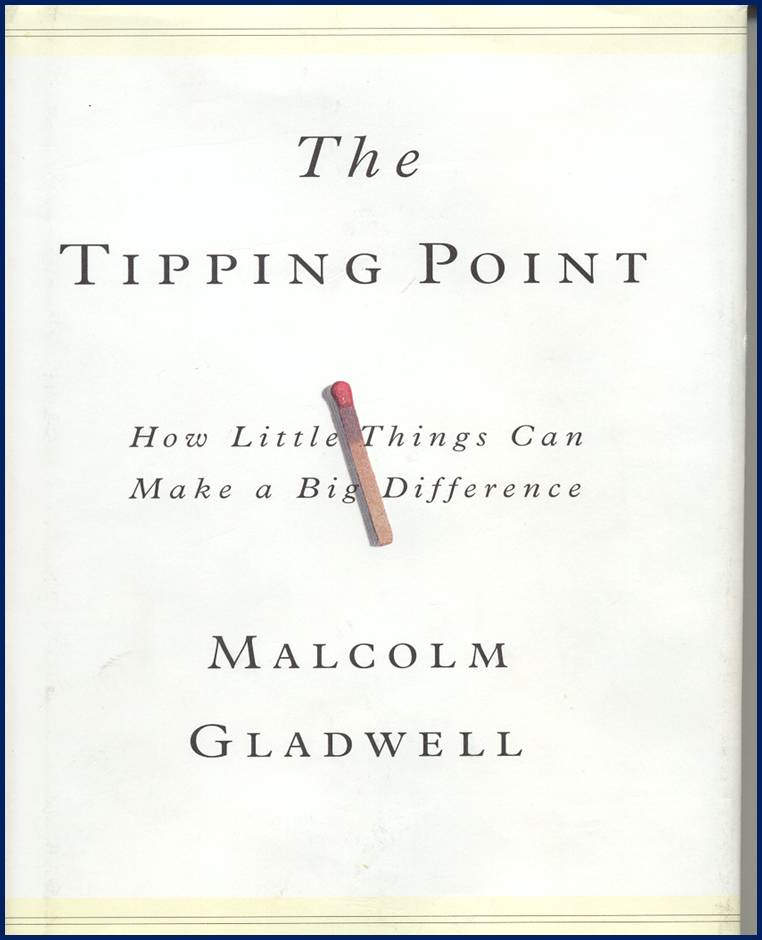 The
TIPPING POINT
How Little Things Can
Make a Big Difference
MALCOLM
GLADWELL